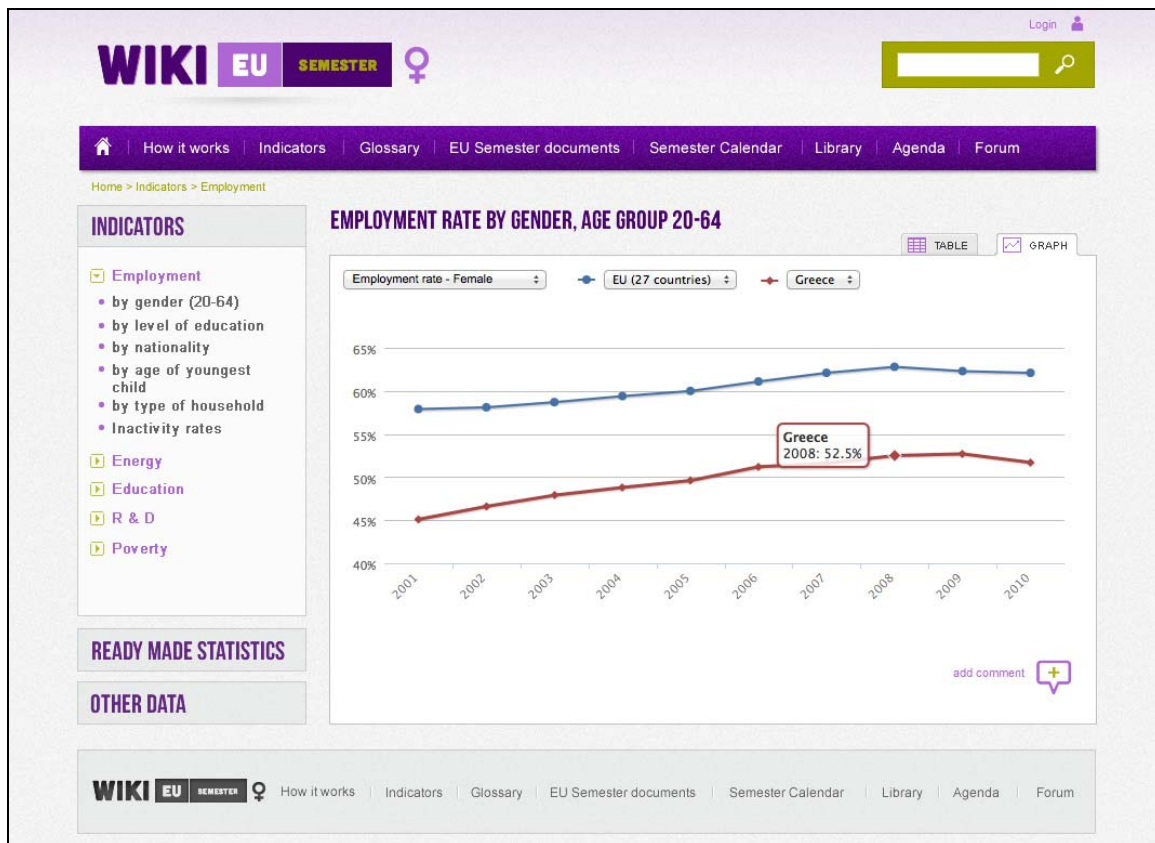 Login
WIKI EU SEMESTER
How it works Indicators Glossary EU Semester documents Semester Calendar Library Agenda Forum
Home > Indicators > Employment
INDICATORS
Employment
by gender (20-64)
by level of education
by nationality
by age of youngest
child
by type of household
Inactivity rates
Energy
Education
R & D
Poverty
READY MADE STATISTICS
OTHER DATA
EMPLOYMENT RATE BY GENDER, AGE GROUP 20-64
TABLE GRAPH
Employment rate - Female EU (27 countries) Greece
65%
60%
55%
50%
45%
40%
Greece
2008: 52.5%
2001 2002 2003 2004 2005 2006 2007 2008 2009 2010
add comment
WIKI EU SEMESTER How it works Indicators Glossary EU Semester documents Semester Calendar Library Agenda Forum